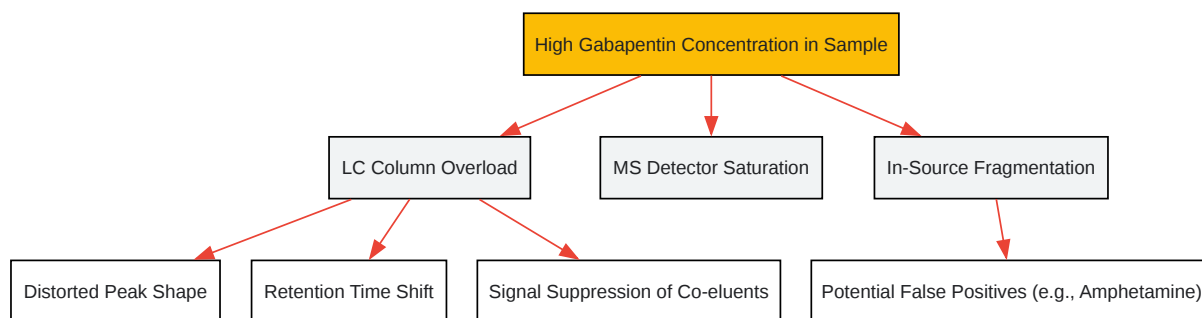 High Gabapentin Concentration in Sample
LC Column Overload
MS Detector Saturation
In-Source Fragmentation
Distorted Peak Shape
Retention Time Shift
Signal Suppression of Co-eluents
Potential False Positives (e.g., Amphetamine)